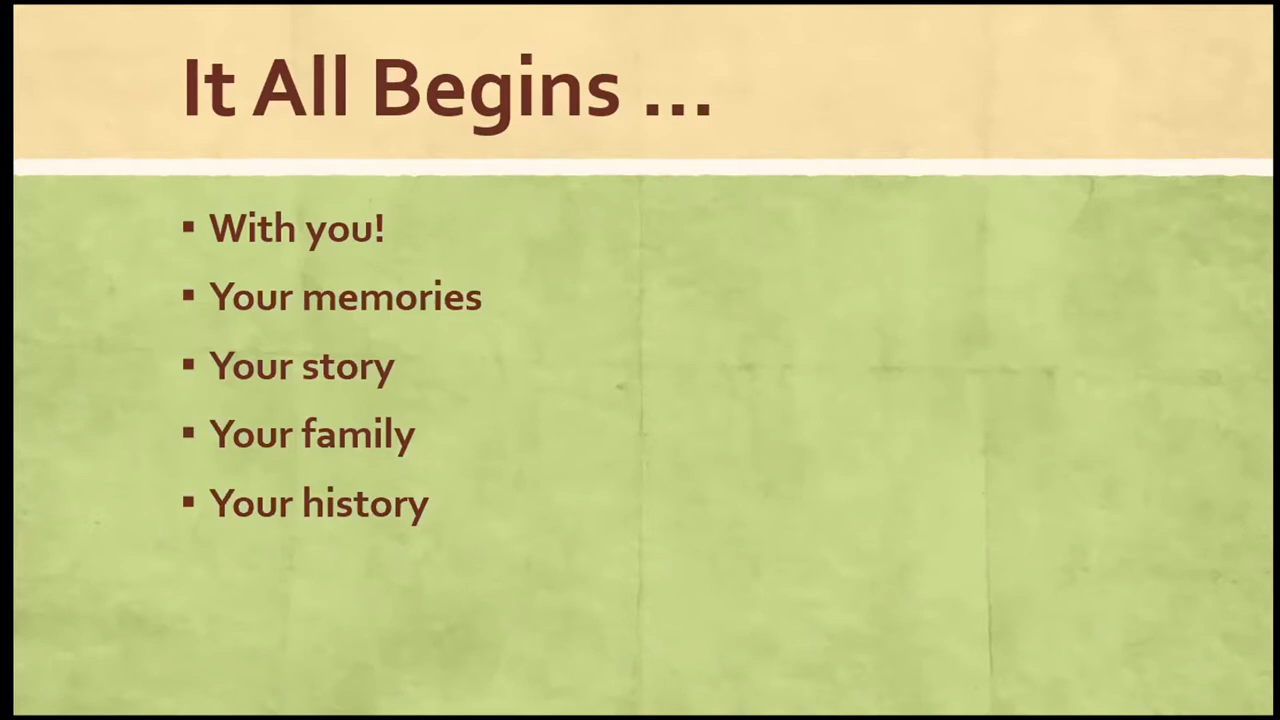 It All Begins ...
▪ With you!
▪ Your memories
▪ Your story
▪ Your family
▪ Your history